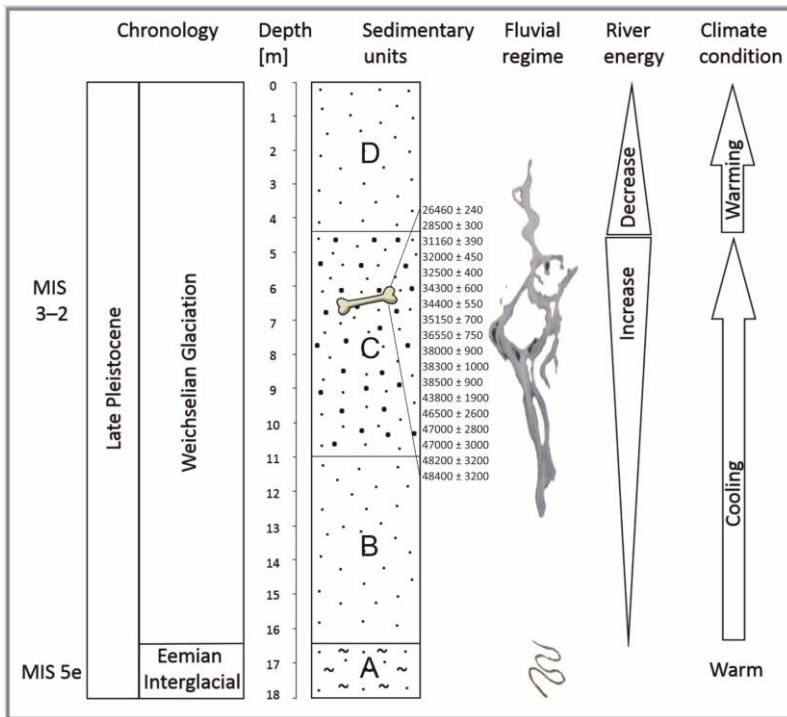 Chronology
Depth
[m]
Sedimentary
units
Fluvial
regime
River
energy
Climate
condition
MIS
3–2
MIS 5e
Late Pleistocene
Weichselian Glaciation
Eemian
Interglacial
0
1
2
3
4
5
6
7
8
9
10
11
12
13
14
15
16
17
18
D
C
B
A
26460 ± 240
28500 ± 300
31160 ± 390
32000 ± 450
32500 ± 400
34300 ± 600
34400 ± 550
35150 ± 700
36550 ± 750
38000 ± 900
38300 ± 1000
38500 ± 900
43800 ± 1900
46500 ± 2600
47000 ± 2800
47000 ± 3000
48200 ± 3200
48400 ± 3200
Decrease
Increase
Warming
Cooling
Warm